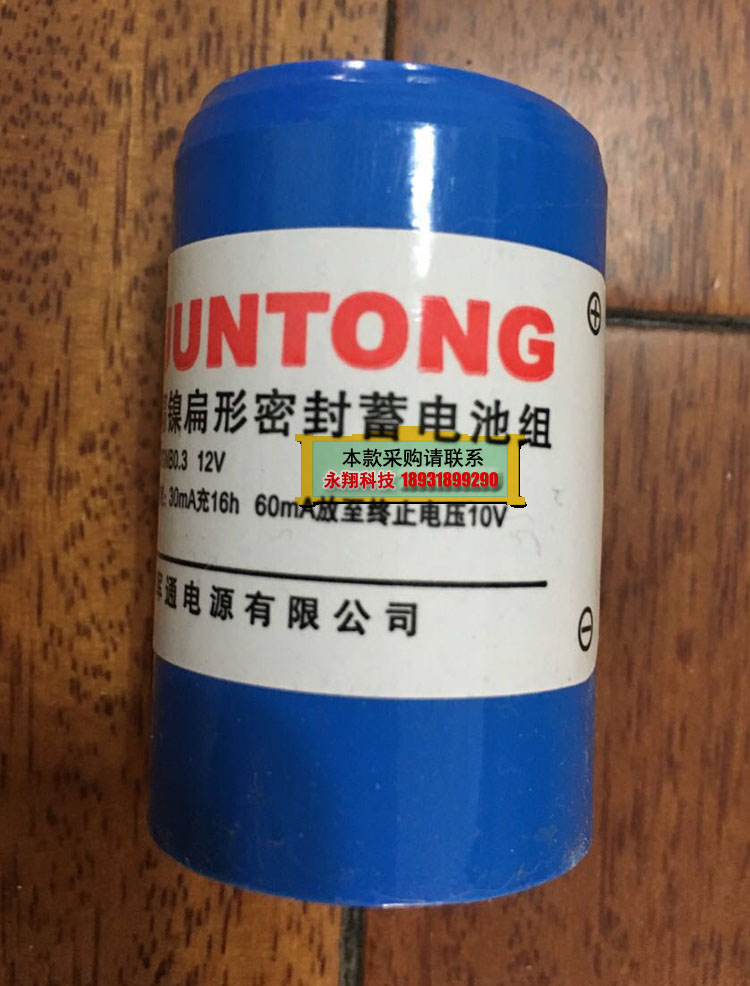 UNTONG
镍扁形密封蓄电池组
NB0.3 12V
本款采购请联系
永翔科技 18931899290
30mA充16h 60mA放至终止电压10V
通电源有限公司
+
−